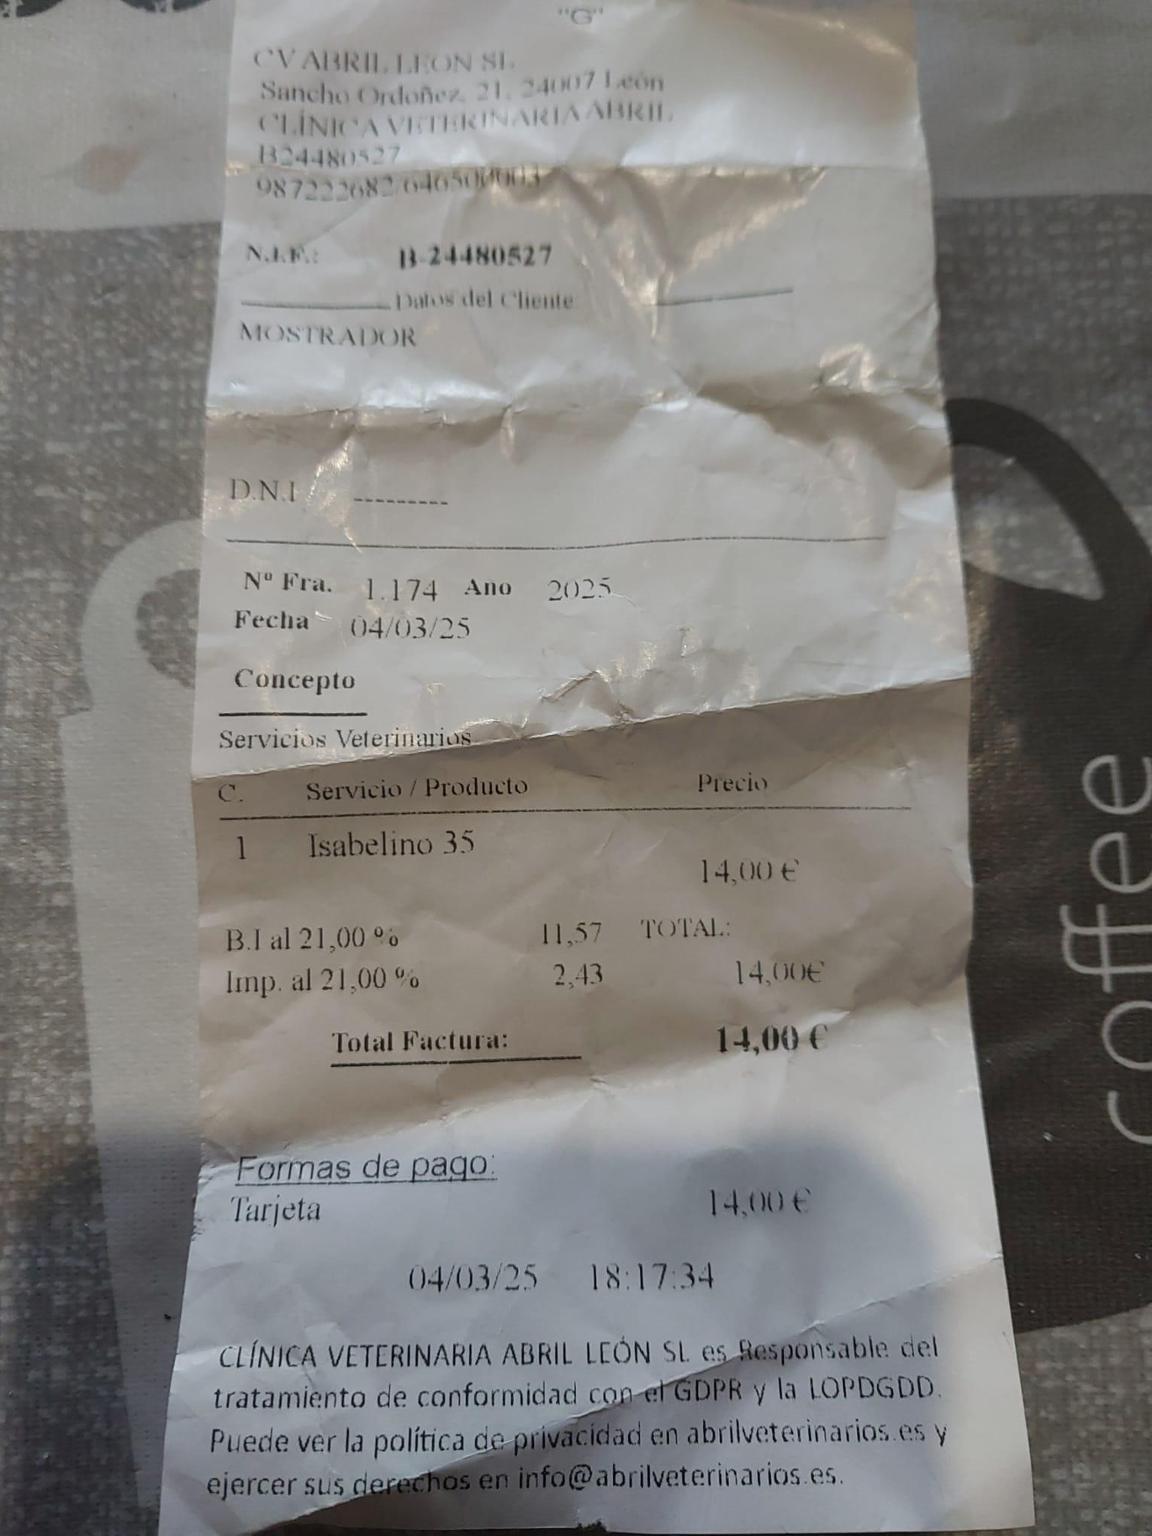 "G"
CV ABRIL LEON SL
Sancho Ordoñez, 21, 24007 León
CLÍNICA VETERINARIA ABRIL
B24480527
987222682/646500003
N.I.F.: B-24480527
Datos del Cliente
MOSTRADOR
D.N.I ---------
Nº Fra. 1.174 Ano 2025
Fecha 04/03/25
Concepto
Servicios Veterinarios
C. Servicio / Producto Precio
1 Isabelino 35
14,00 €
B.I al 21,00 % 11,57 TOTAL:
Imp. al 21,00 % 2,43 14,00€
Total Factura: 14,00 €
Formas de pago:
Tarjeta 14,00 €
04/03/25 18:17:34
CLÍNICA VETERINARIA ABRIL LEÓN SL es Responsable del
tratamiento de conformidad con el GDPR y la LOPDGDD.
Puede ver la política de privacidad en abrilveterinarios.es y
ejercer sus derechos en info@abrilveterinarios.es.
coffee